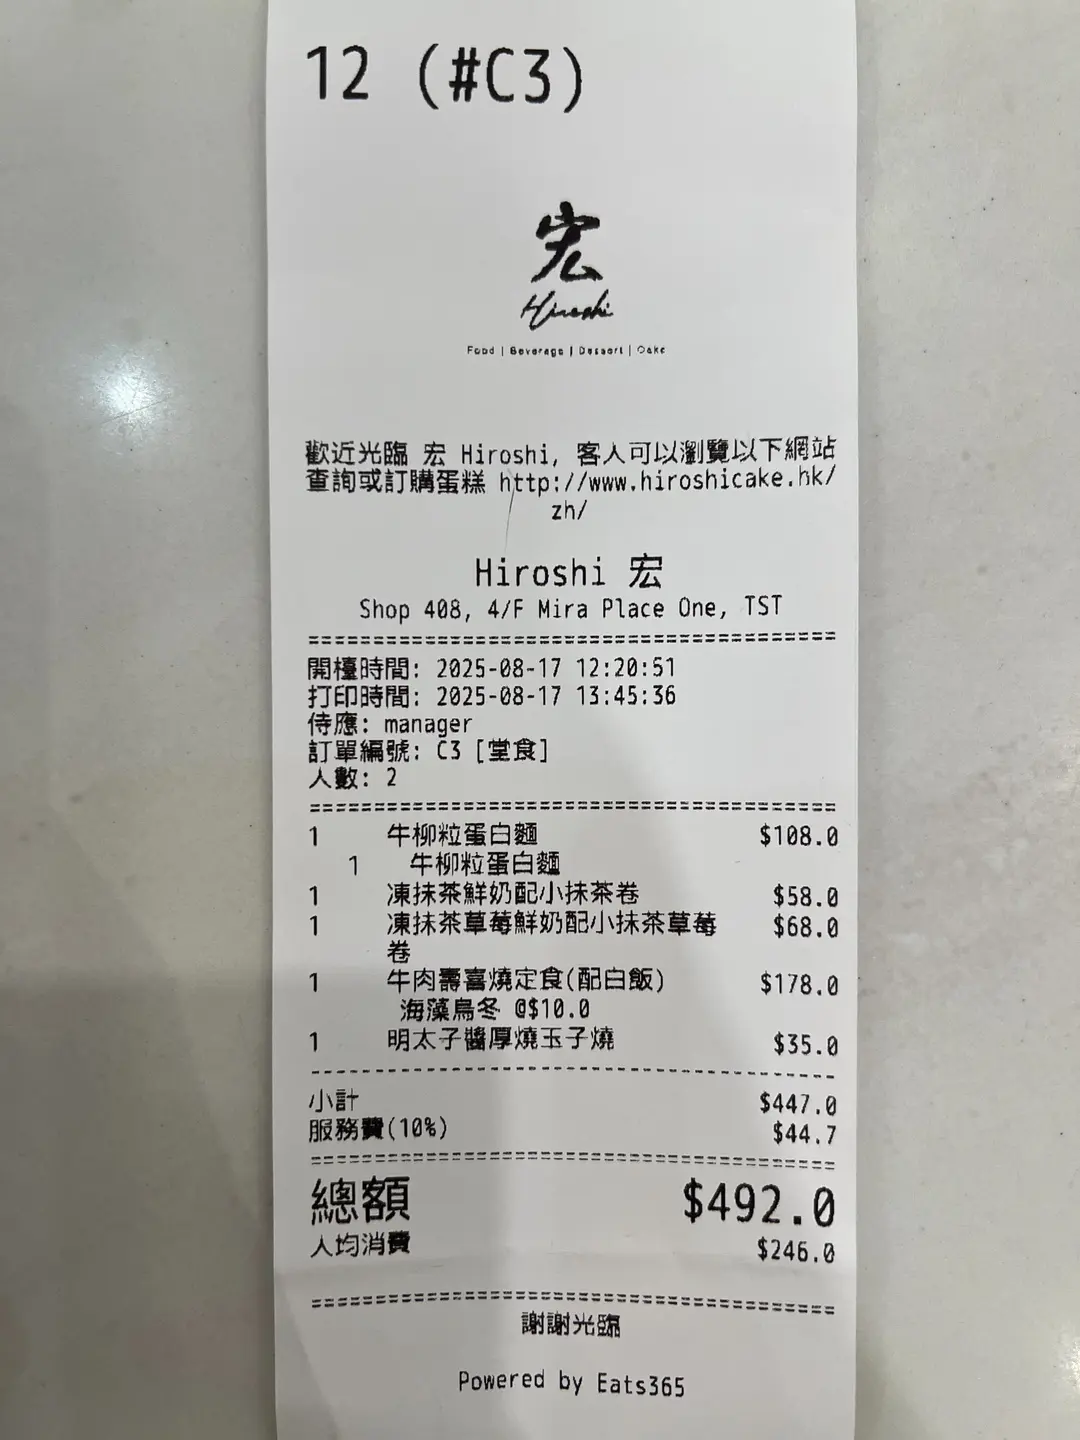 12 (#C3)
宏
Hiroshi
Food | Beverage | Dessert | Cake
歡近光臨 宏 Hiroshi, 客人可以瀏覽以下網站
查詢或訂購蛋糕 http://www.hiroshicake.hk/
zh/
Hiroshi 宏
Shop 408, 4/F Mira Place One, TST
開檯時間: 2025-08-17 12:20:51
打印時間: 2025-08-17 13:45:36
侍應: manager
訂單編號: C3 [堂食]
人數: 2
1 牛柳粒蛋白麵 $108.0
1 牛柳粒蛋白麵
1 凍抹茶鮮奶配小抹茶卷 $58.0
1 凍抹茶草莓鮮奶配小抹茶草莓 $68.0
卷
1 牛肉壽喜燒定食(配白飯) $178.0
海藻烏冬 @$10.0
1 明太子醬厚燒玉子燒 $35.0
小計 $447.0
服務費(10%) $44.7
總額 $492.0
人均消費 $246.0
謝謝光臨
Powered by Eats365